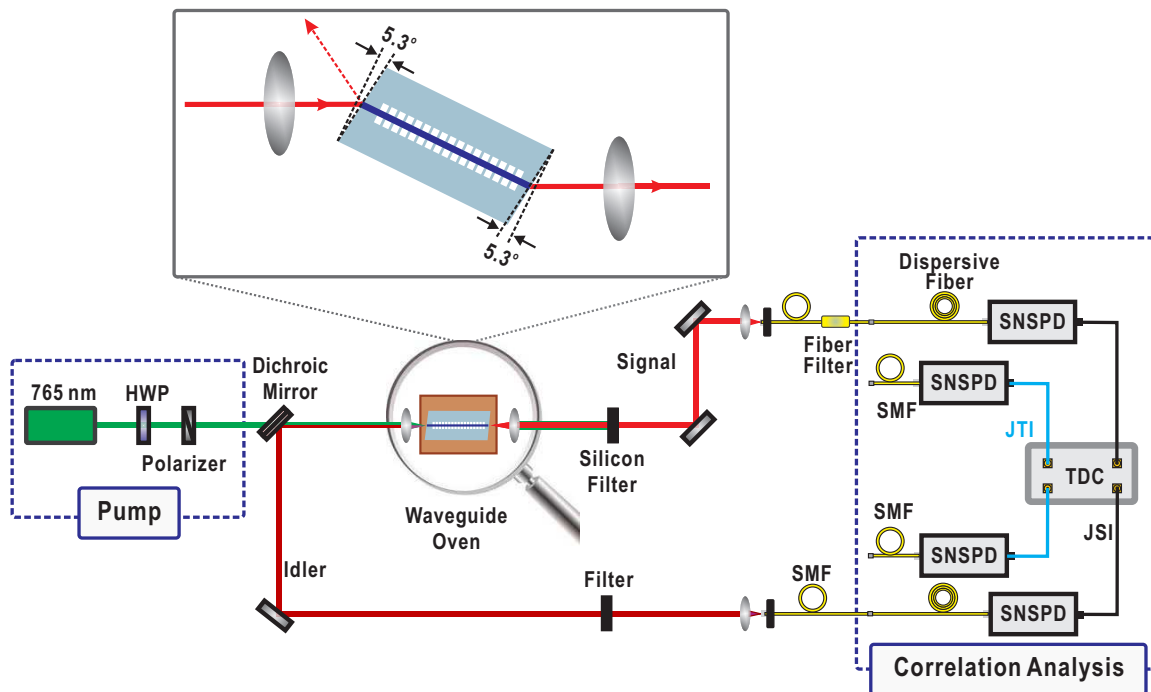 5.3°
5.3°
Dispersive
Fiber
SNSPD
Signal
Fiber
Filter
Dichroic
Mirror
765 nm
HWP
SNSPD
SMF
Polarizer
JTI
Silicon
Filter
TDC
Pump
Waveguide
Oven
SMF
JSI
SNSPD
Idler
Filter
SMF
SNSPD
Correlation Analysis